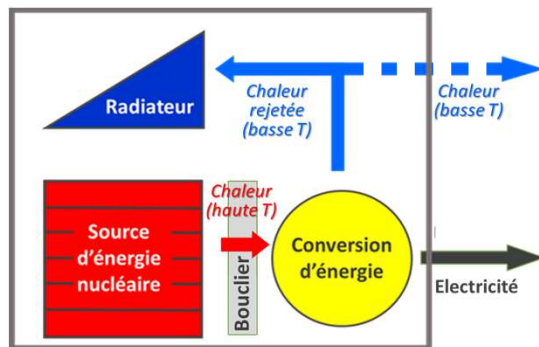 Radiateur
Chaleur
rejetée
(basse T)
Chaleur
(basse T)
Source
d'énergie
nucléaire
Chaleur
(haute T)
Bouclier
Conversion
d'énergie
Electricité